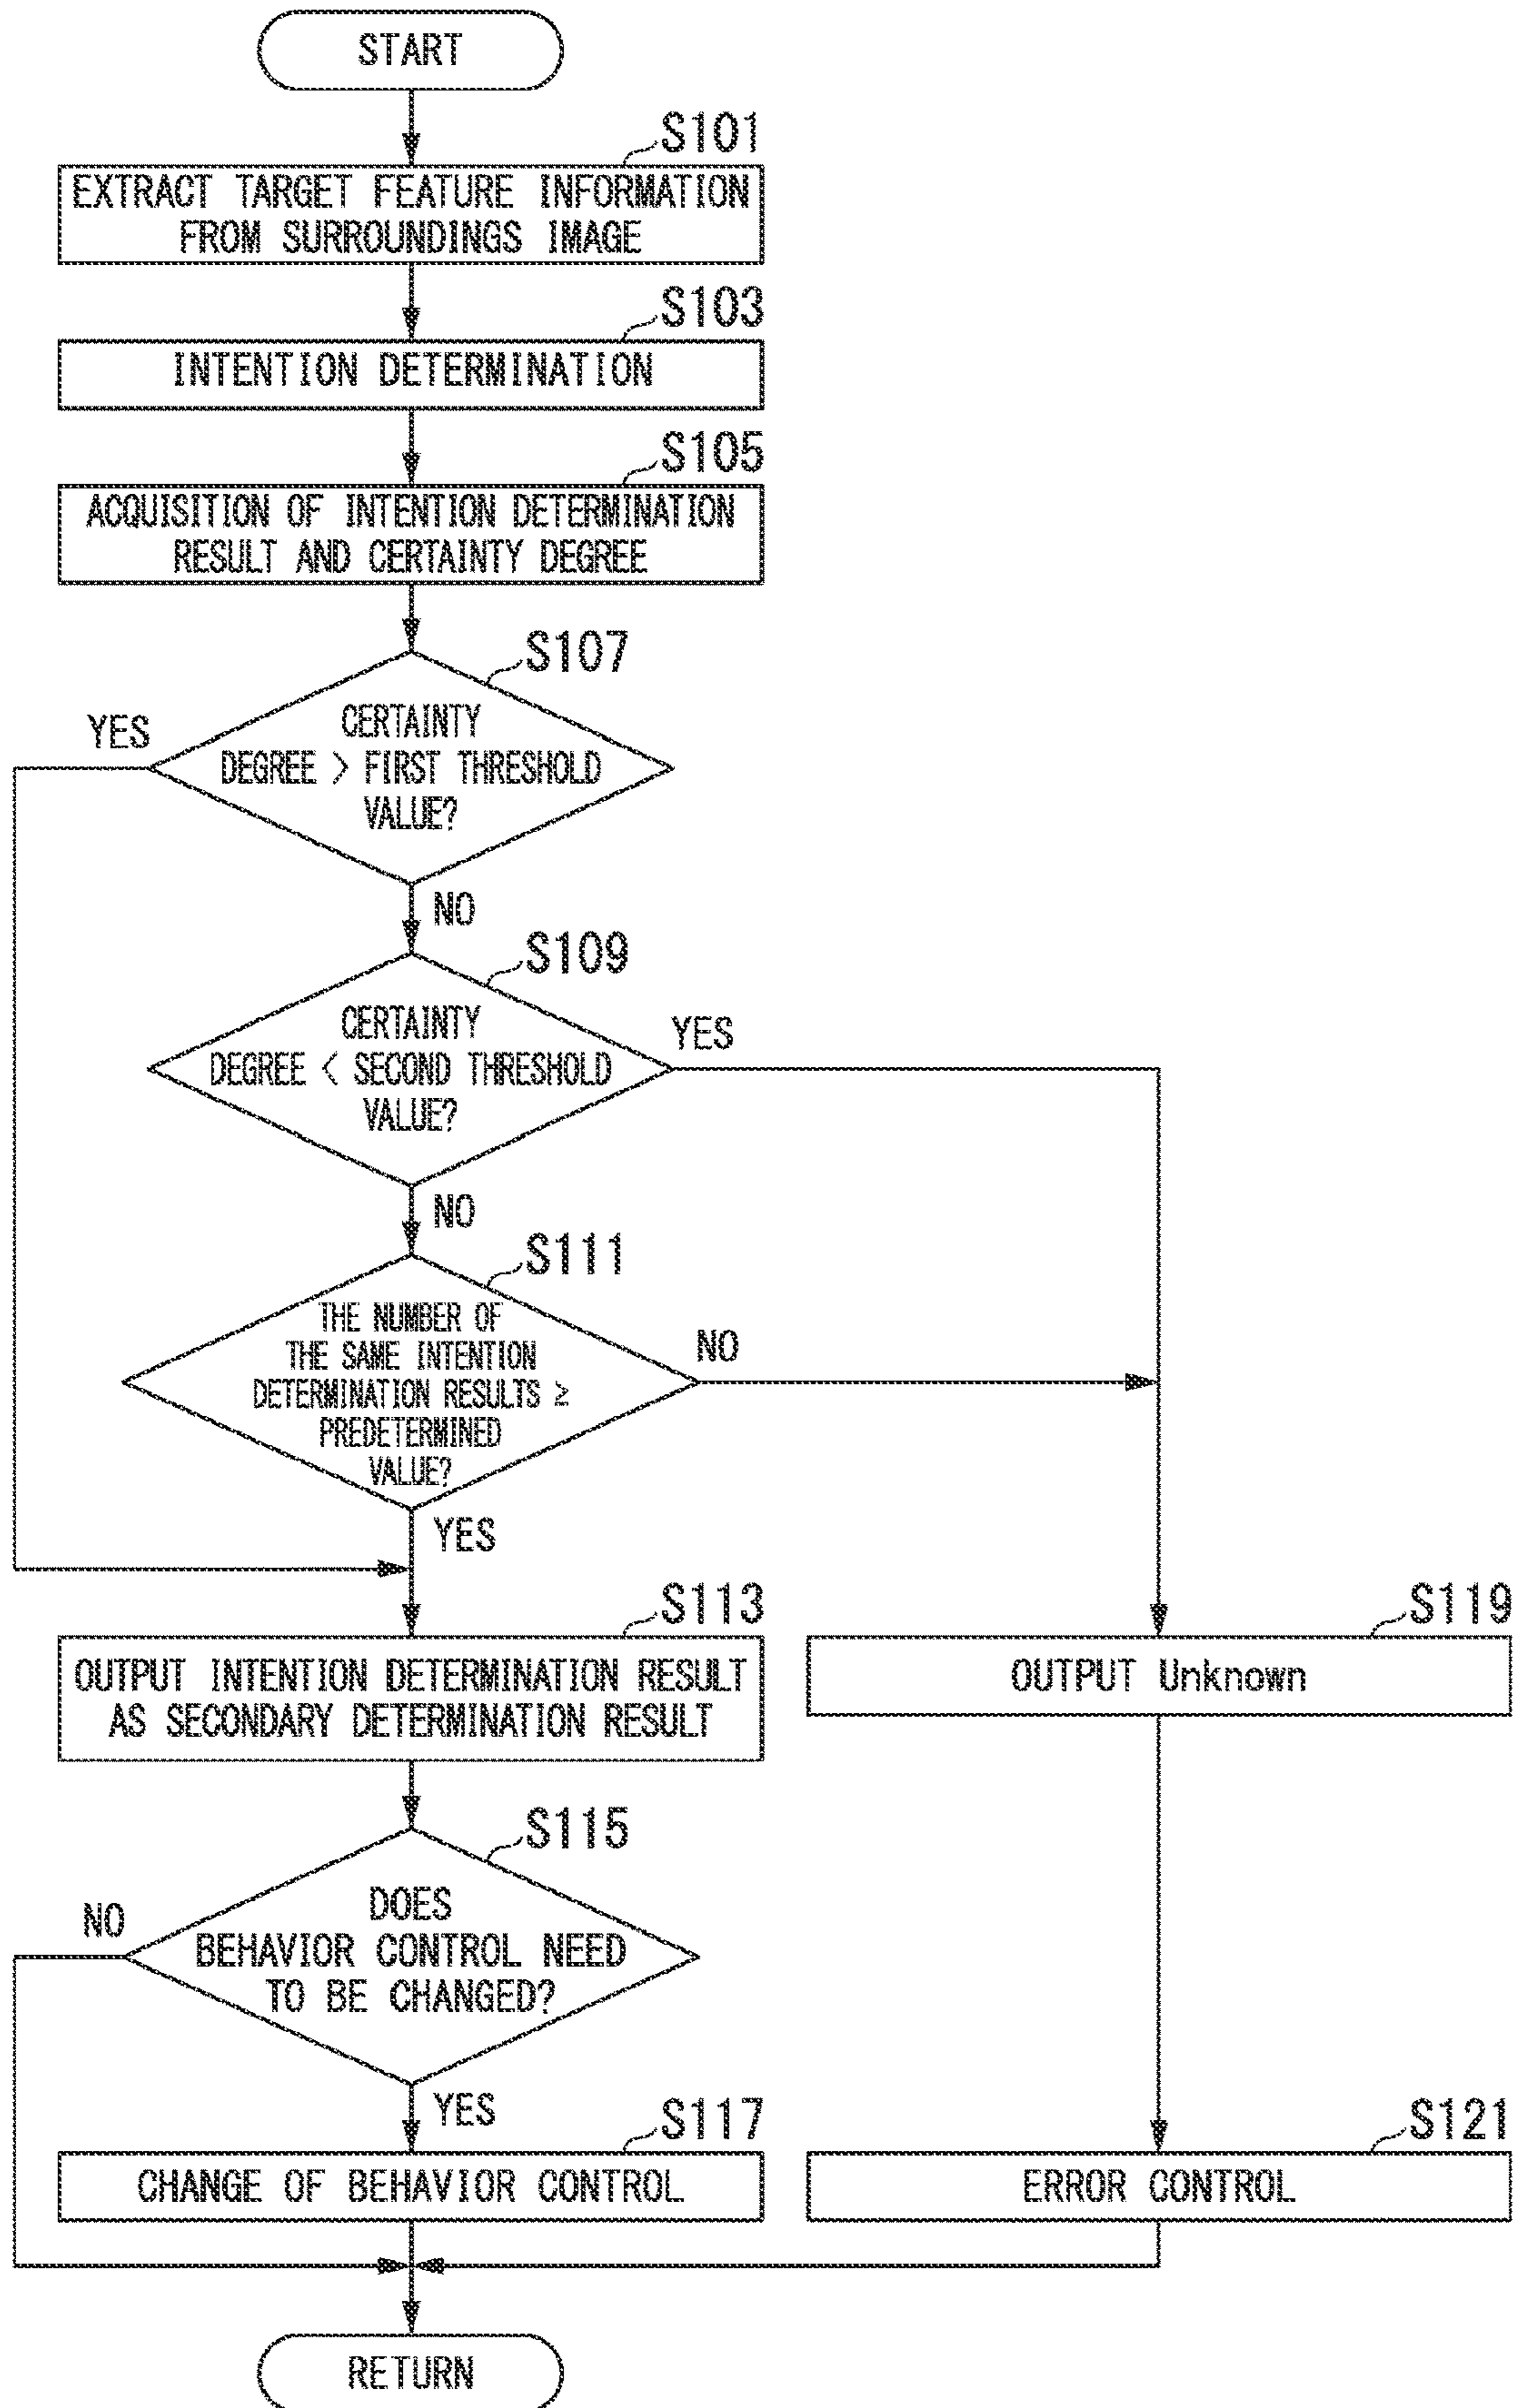 START
S101
EXTRACT TARGET FEATURE INFORMATION
FROM SURROUNDINGS IMAGE
S103
INTENTION DETERMINATION
S105
ACQUISITION OF INTENTION DETERMINATION
RESULT AND CERTAINTY DEGREE
S107
YES
CERTAINTY
DEGREE > FIRST THRESHOLD
VALUE?
NO
S109
CERTAINTY
DEGREE < SECOND THRESHOLD
VALUE?
YES
NO
S111
THE NUMBER OF
THE SAME INTENTION
DETERMINATION RESULTS ≥
PREDETERMINED
VALUE?
NO
YES
S113
OUTPUT INTENTION DETERMINATION RESULT
AS SECONDARY DETERMINATION RESULT
S119
OUTPUT Unknown
S115
NO
DOES
BEHAVIOR CONTROL NEED
TO BE CHANGED?
YES
S117
CHANGE OF BEHAVIOR CONTROL
S121
ERROR CONTROL
RETURN